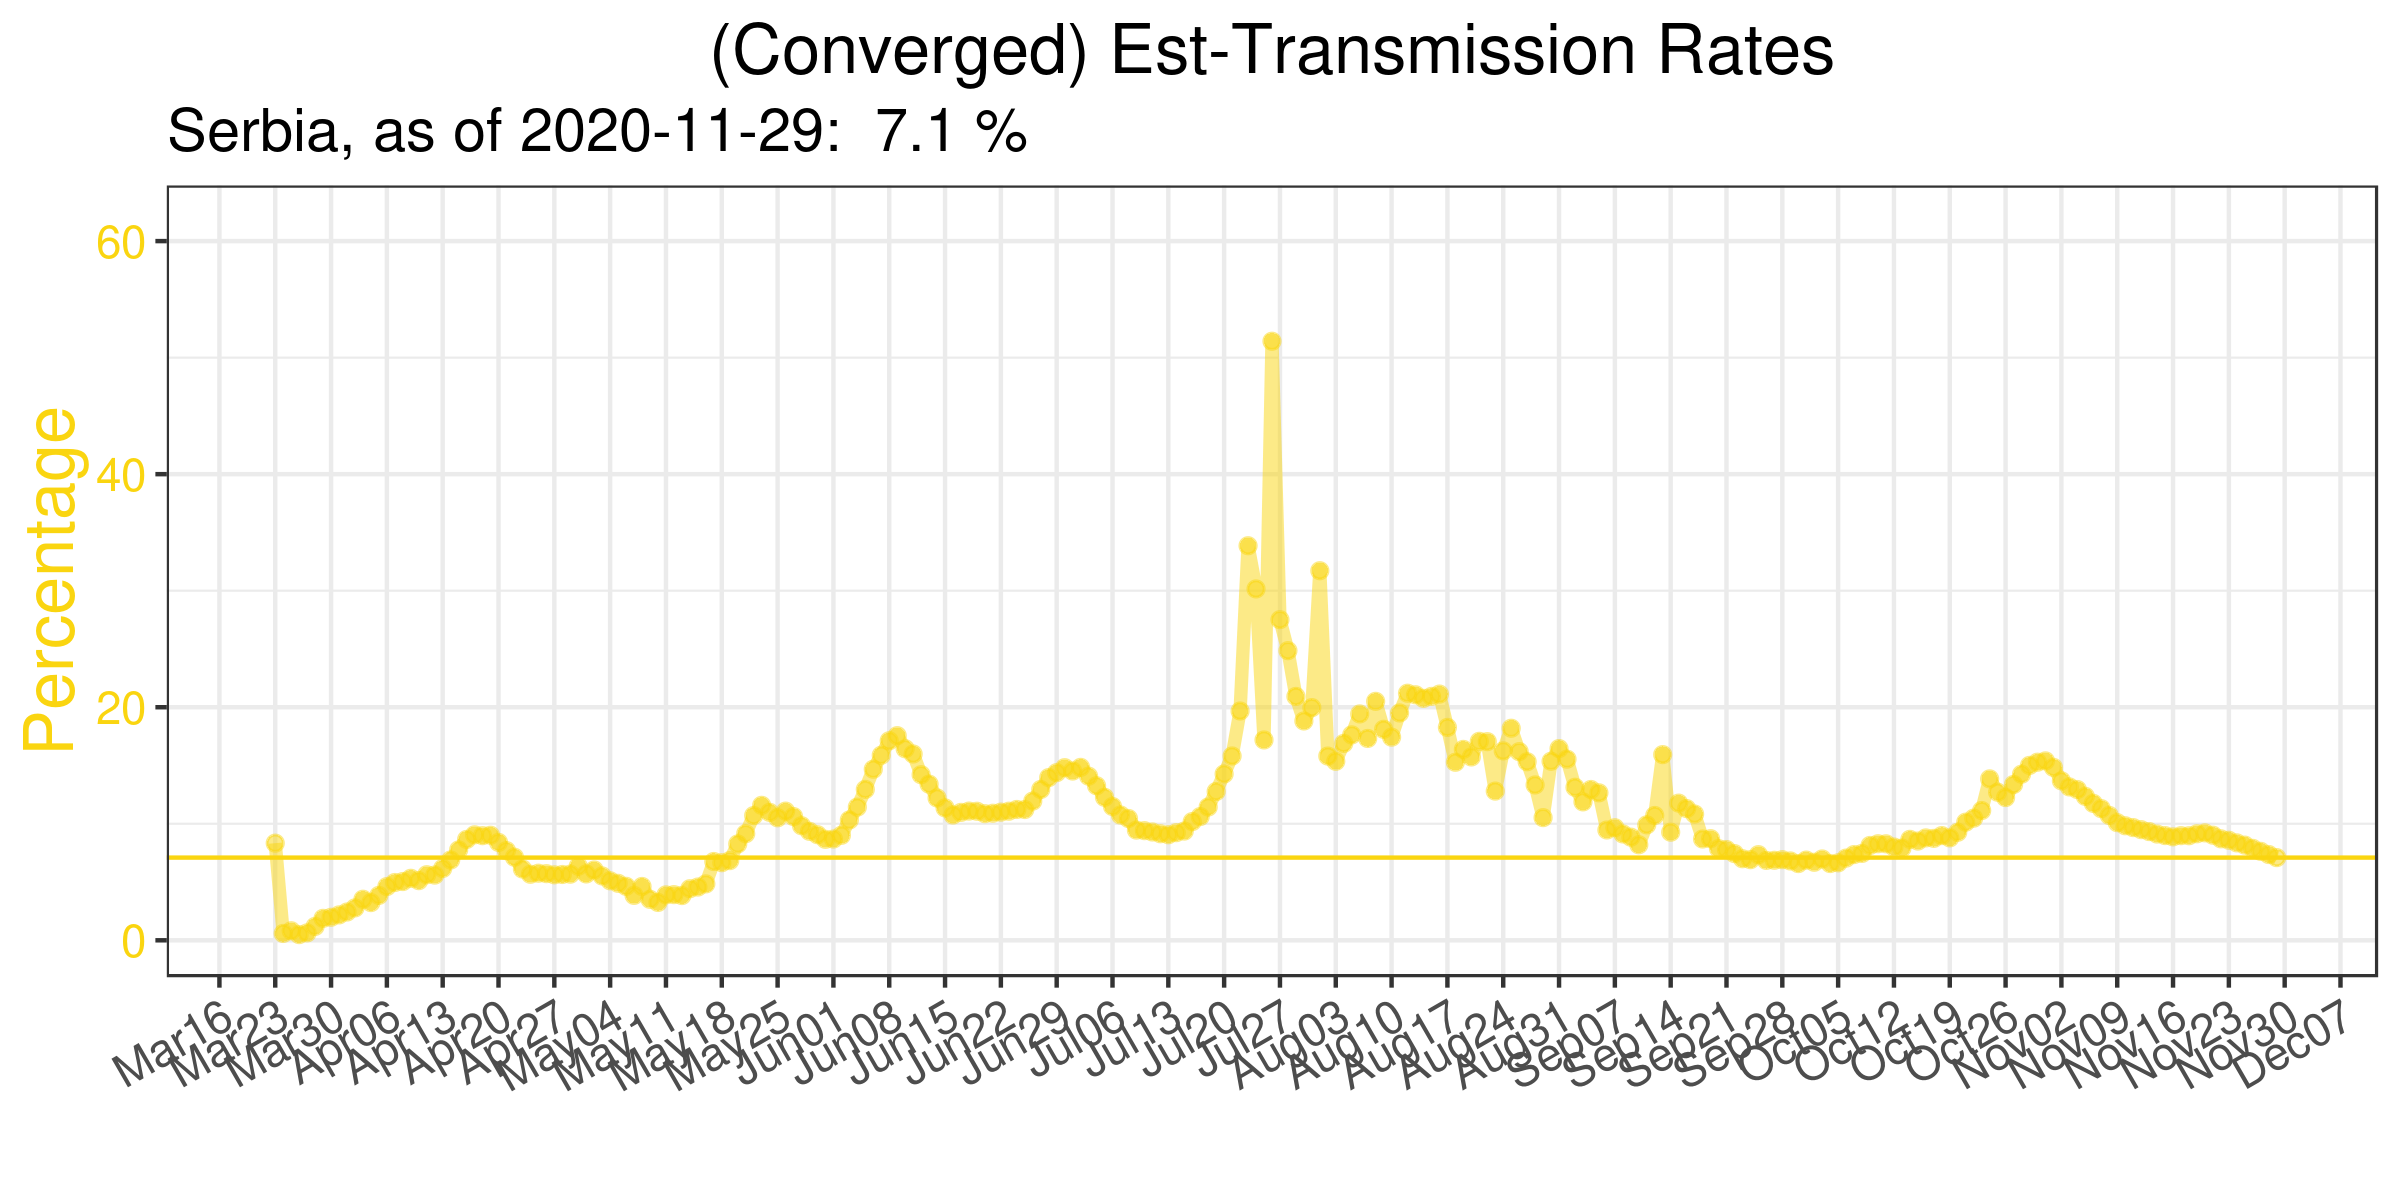 (Converged) Est-Transmission Rates
Serbia, as of 2020-11-29:  7.1 %
Percentage
60
40
20
0
Mar16
Mar23
Mar30
Apr06
Apr13
Apr20
Apr27
May04
May11
May18
May25
Jun01
Jun08
Jun15
Jun22
Jun29
Jul06
Jul13
Jul20
Jul27
Aug03
Aug10
Aug17
Aug24
Aug31
Sep07
Sep14
Sep21
Sep28
Oct05
Oct12
Oct19
Oct26
Nov02
Nov09
Nov16
Nov23
Nov30
Dec07